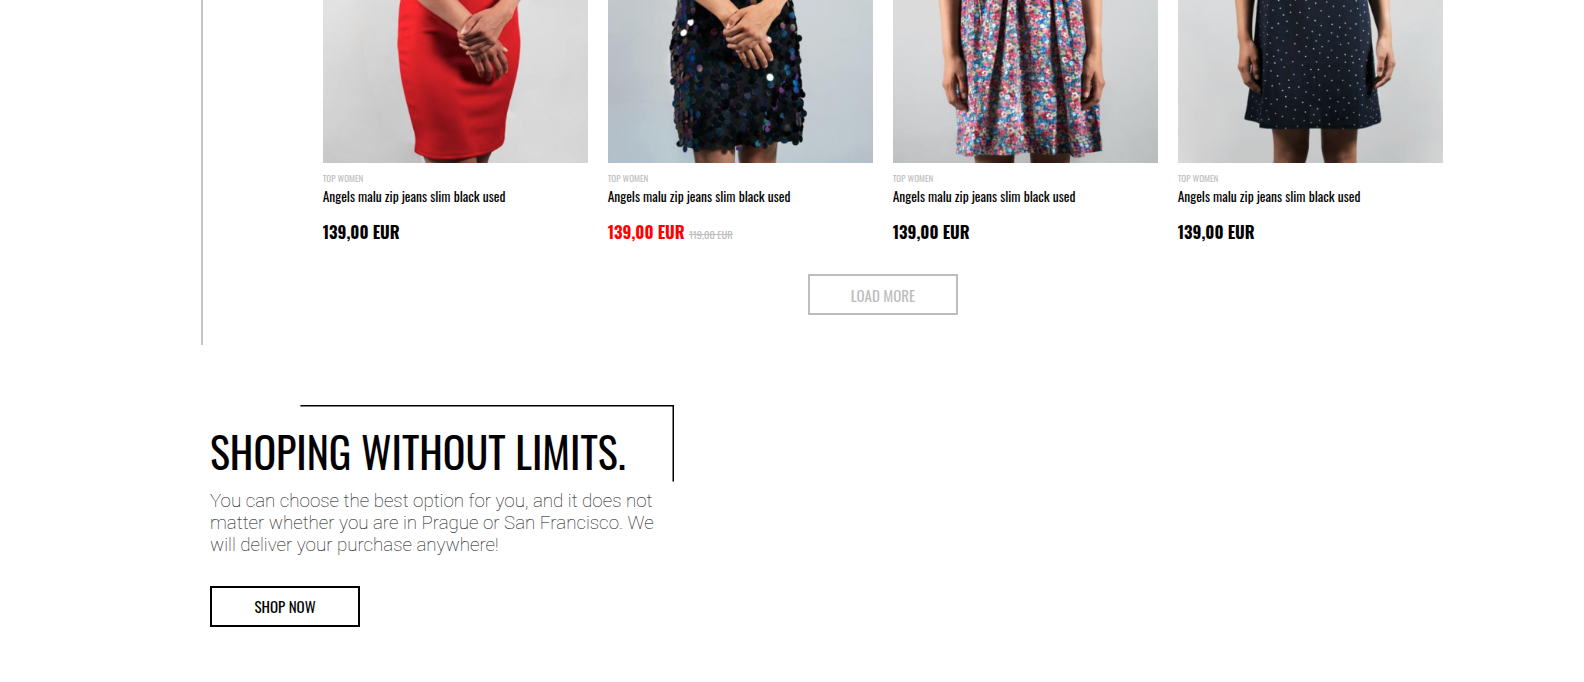 TOP WOMEN TOP WOMEN TOP WOMEN TOP WOMEN
Angels malu zip jeans slim black used Angels malu zip jeans slim black used Angels malu zip jeans slim black used Angels malu zip jeans slim black used
139,00 EUR 139,00 EUR 119,00 EUR 139,00 EUR 139,00 EUR
LOAD MORE
SHOPING WITHOUT LIMITS.
You can choose the best option for you, and it does not
matter whether you are in Prague or San Francisco. We
will deliver your purchase anywhere!
SHOP NOW